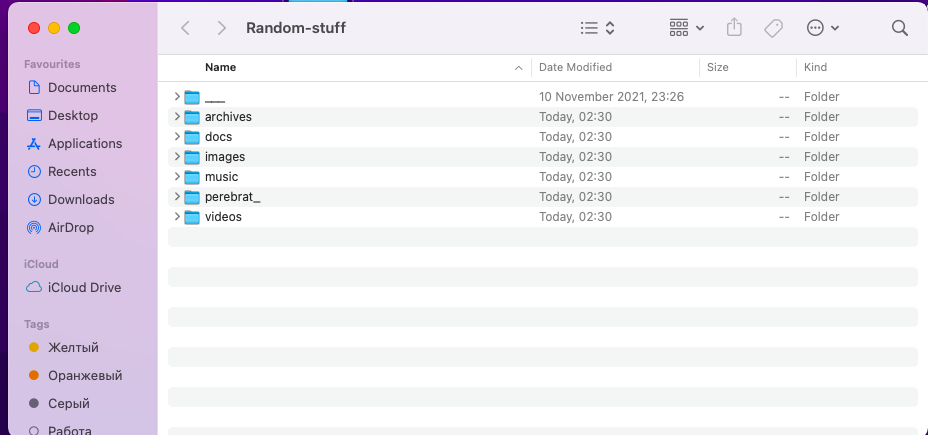 Random-stuff
Favourites
Documents
Desktop
Applications
Recents
Downloads
AirDrop
iCloud
iCloud Drive
Tags
Желтый
Оранжевый
Серый
Работа
Name Date Modified Size Kind
___ 10 November 2021, 23:26 -- Folder
archives Today, 02:30 -- Folder
docs Today, 02:30 -- Folder
images Today, 02:30 -- Folder
music Today, 02:30 -- Folder
perebrat_ Today, 02:30 -- Folder
videos Today, 02:30 -- Folder